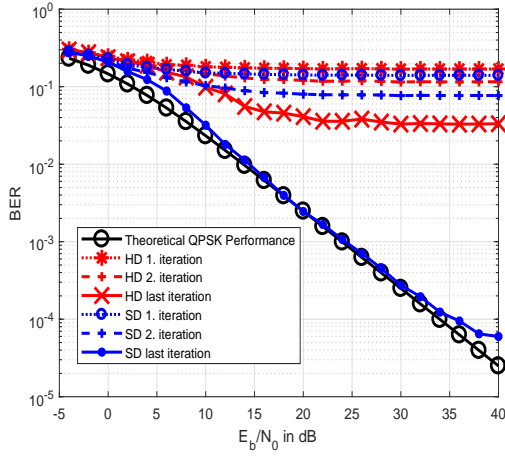 10^0
10^-1
10^-2
10^-3
10^-4
10^-5
BER
Theoretical QPSK Performance
HD 1. iteration
HD 2. iteration
HD last iteration
SD 1. iteration
SD 2. iteration
SD last iteration
-5 0 5 10 15 20 25 30 35 40
E_b/N_0 in dB